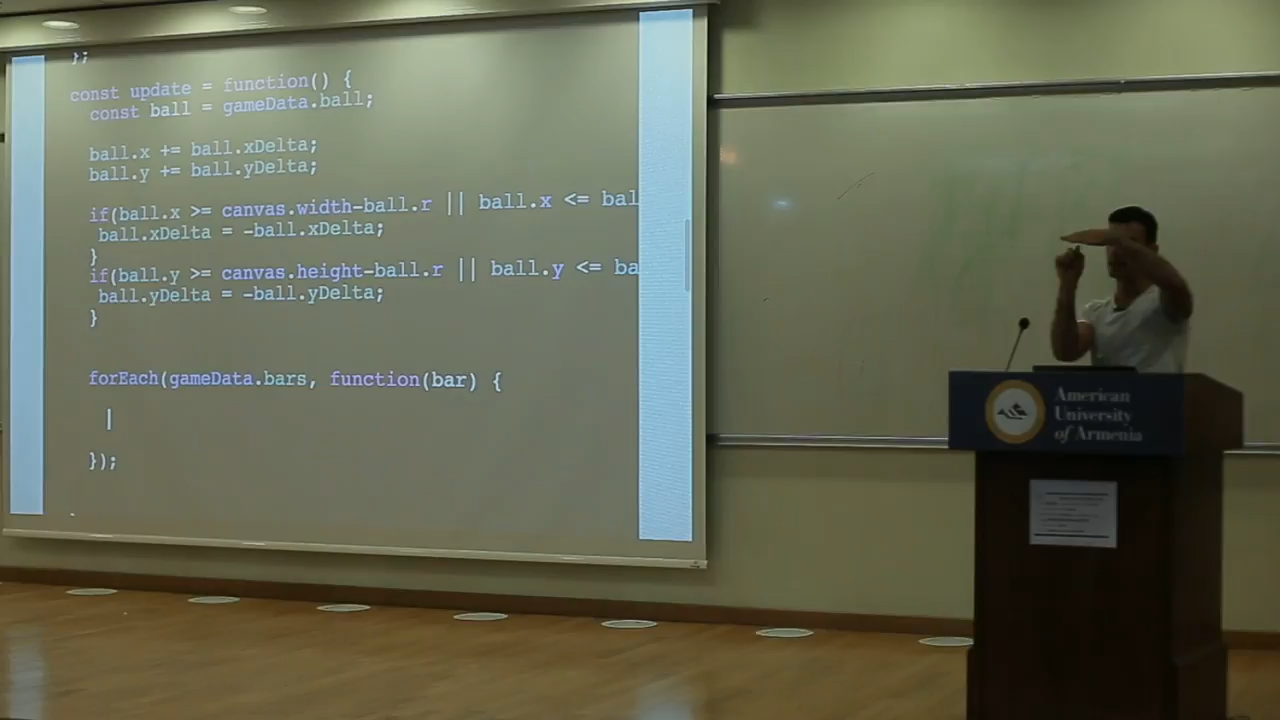 };
const update = function() {
const ball = gameData.ball;
ball.x += ball.xDelta;
ball.y += ball.yDelta;
if(ball.x >= canvas.width-ball.r || ball.x <= bal
ball.xDelta = -ball.xDelta;
}
if(ball.y >= canvas.height-ball.r || ball.y <= ba
ball.yDelta = -ball.yDelta;
}
forEach(gameData.bars, function(bar) {
});
American
University
of Armenia